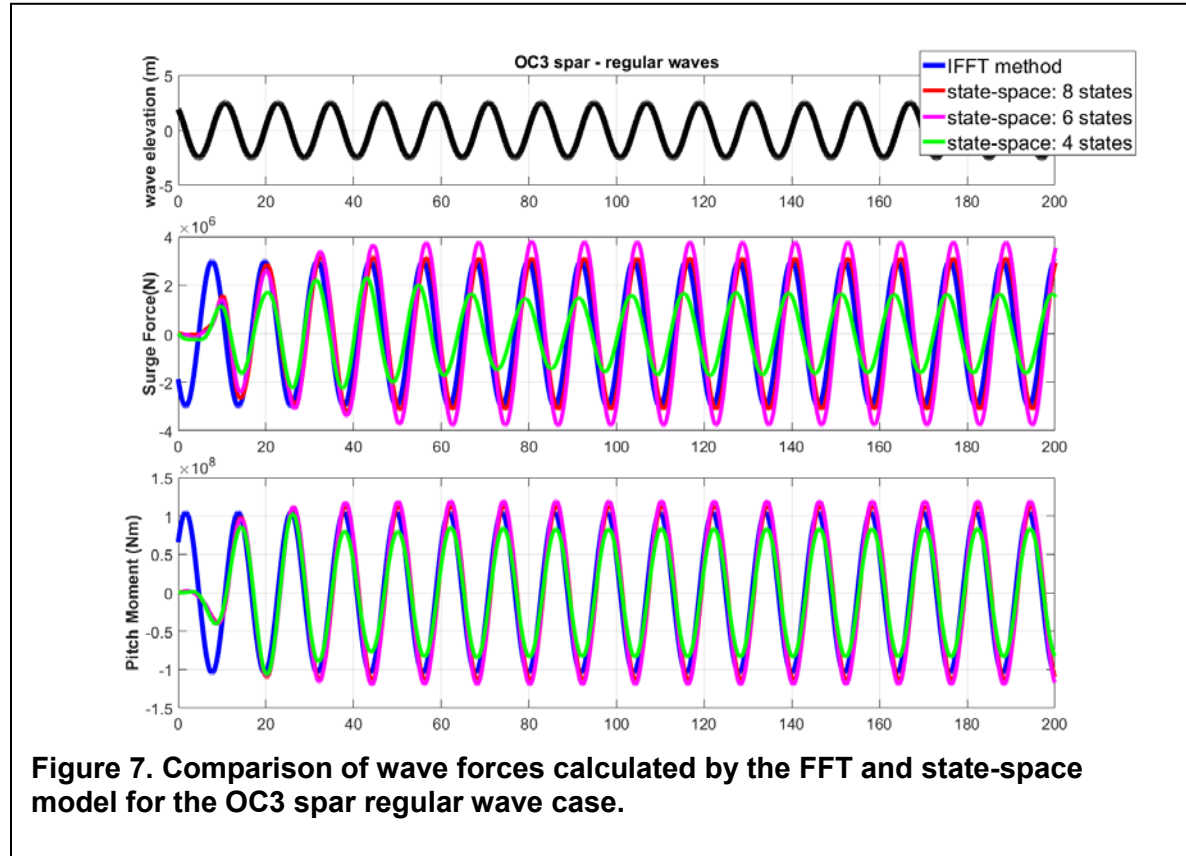 OC3 spar - regular waves
IFFT method
state-space: 8 states
state-space: 6 states
state-space: 4 states
wave elevation (m)
5
0
-5
0 20 40 60 80 100 120 140 160 180 200
×10^6
Surge Force(N)
4
2
0
-2
-4
0 20 40 60 80 100 120 140 160 180 200
×10^8
Pitch Moment (Nm)
1.5
1
0.5
0
-0.5
-1
-1.5
0 20 40 60 80 100 120 140 160 180 200
Figure 7. Comparison of wave forces calculated by the FFT and state-space
model for the OC3 spar regular wave case.